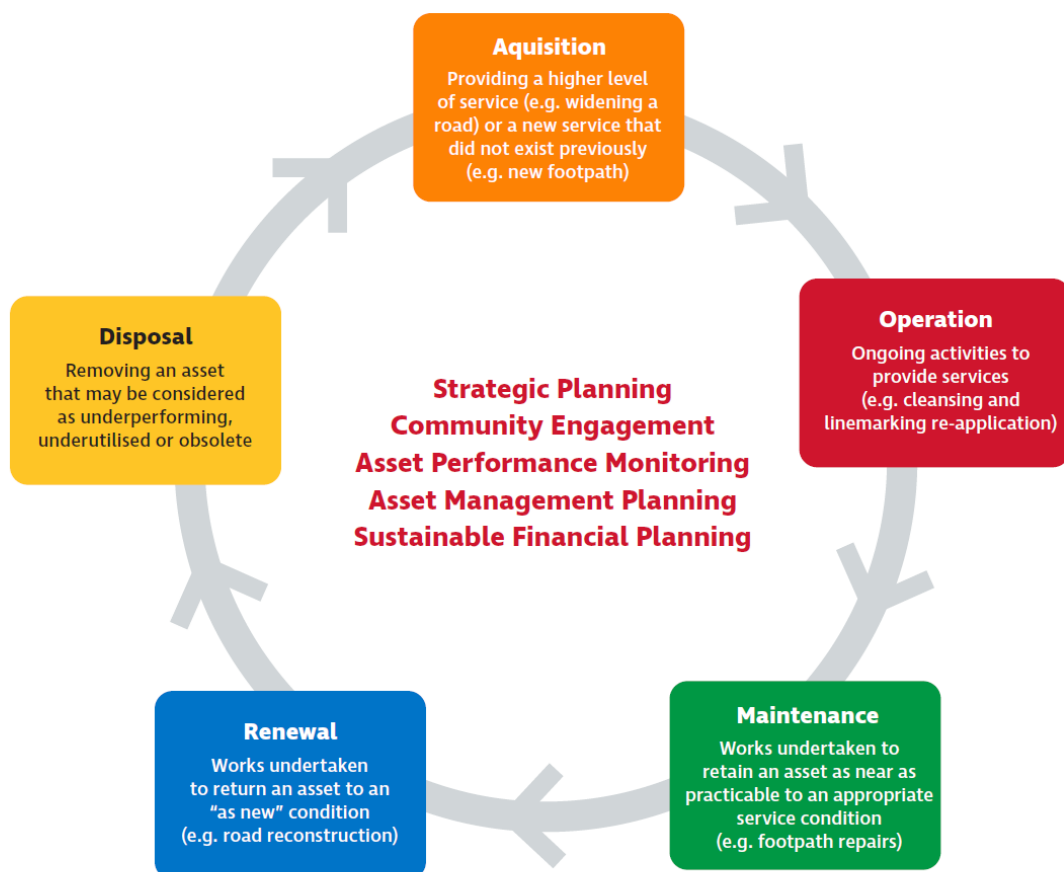 Aquisition
Providing a higher level
of service (e.g. widening a
road) or a new service that
did not exist previously
(e.g. new footpath)
Operation
Ongoing activities to
provide services
(e.g. cleansing and
linemarking re-application)
Maintenance
Works undertaken to
retain an asset as near as
practicable to an appropriate
service condition
(e.g. footpath repairs)
Renewal
Works undertaken
to return an asset to an
“as new” condition
(e.g. road reconstruction)
Disposal
Removing an asset
that may be considered
as underperforming,
underutilised or obsolete
Strategic Planning
Community Engagement
Asset Performance Monitoring
Asset Management Planning
Sustainable Financial Planning